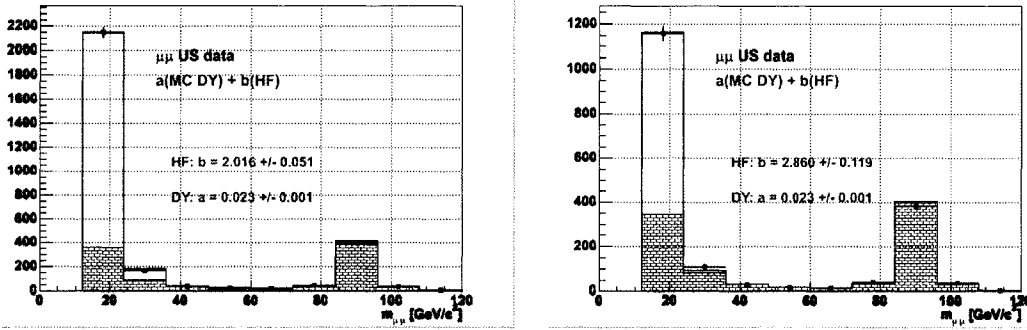 2200
2000
1800
1600
1400
1200
1000
800
600
400
200
0
μμ US data
a(MC DY) + b(HF)
HF: b = 2.016 +/- 0.051
DY: a = 0.023 +/- 0.001
0 20 40 60 80 100 120
m μμ [GeV/c²]
1200
1000
800
600
400
200
0
μμ US data
a(MC DY) + b(HF)
HF: b = 2.860 +/- 0.119
DY: a = 0.023 +/- 0.001
0 20 40 60 80 100 120
m μμ [GeV/c²]